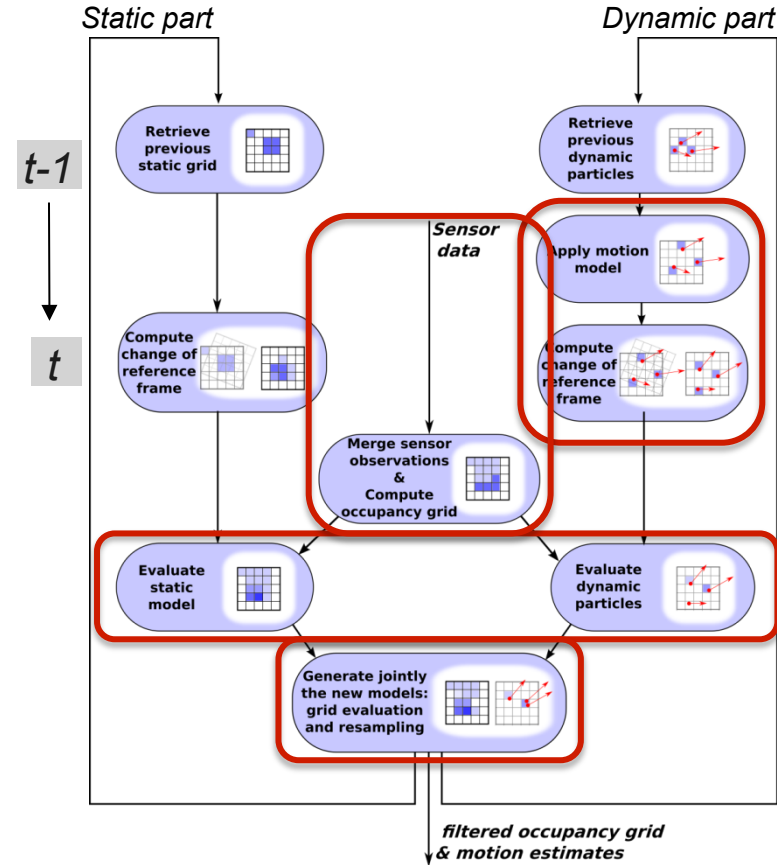 Static part
Dynamic part
Retrieve
previous
static grid
Retrieve
previous
dynamic
particles
t-1
Sensor
data
Apply motion
model
t
Compute
change of
reference
frame
Compute
change of
reference
frame
Merge sensor
observations
&
Compute
occupancy grid
Evaluate
static
model
Evaluate
dynamic
particles
Generate jointly
the new models:
grid evaluation
and resampling
filtered occupancy grid
& motion estimates